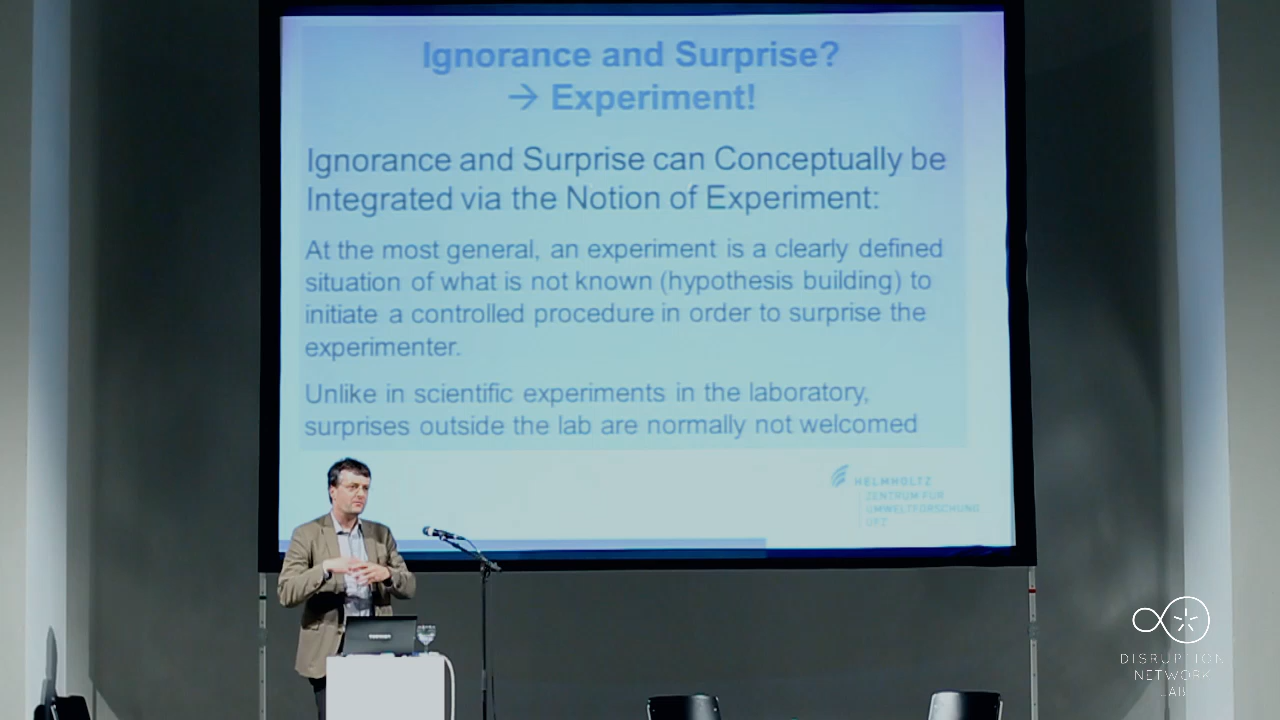 Ignorance and Surprise?
→ Experiment!
Ignorance and Surprise can Conceptually be
Integrated via the Notion of Experiment:
At the most general, an experiment is a clearly defined
situation of what is not known (hypothesis building) to
initiate a controlled procedure in order to surprise the
experimenter.
Unlike in scientific experiments in the laboratory,
surprises outside the lab are normally not welcomed
HELMHOLTZ
ZENTRUM FÜR
UMWELTFORSCHUNG
UFZ
DISRUPTION
NETWORK
LAB